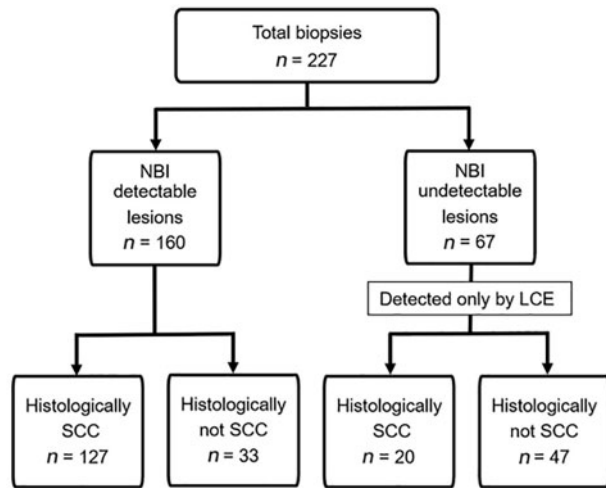 Total biopsies
n = 227
NBI
detectable
lesions
n = 160
NBI
undetectable
lesions
n = 67
Detected only by LCE
Histologically
SCC
n = 127
Histologically
not SCC
n = 33
Histologically
SCC
n = 20
Histologically
not SCC
n = 47